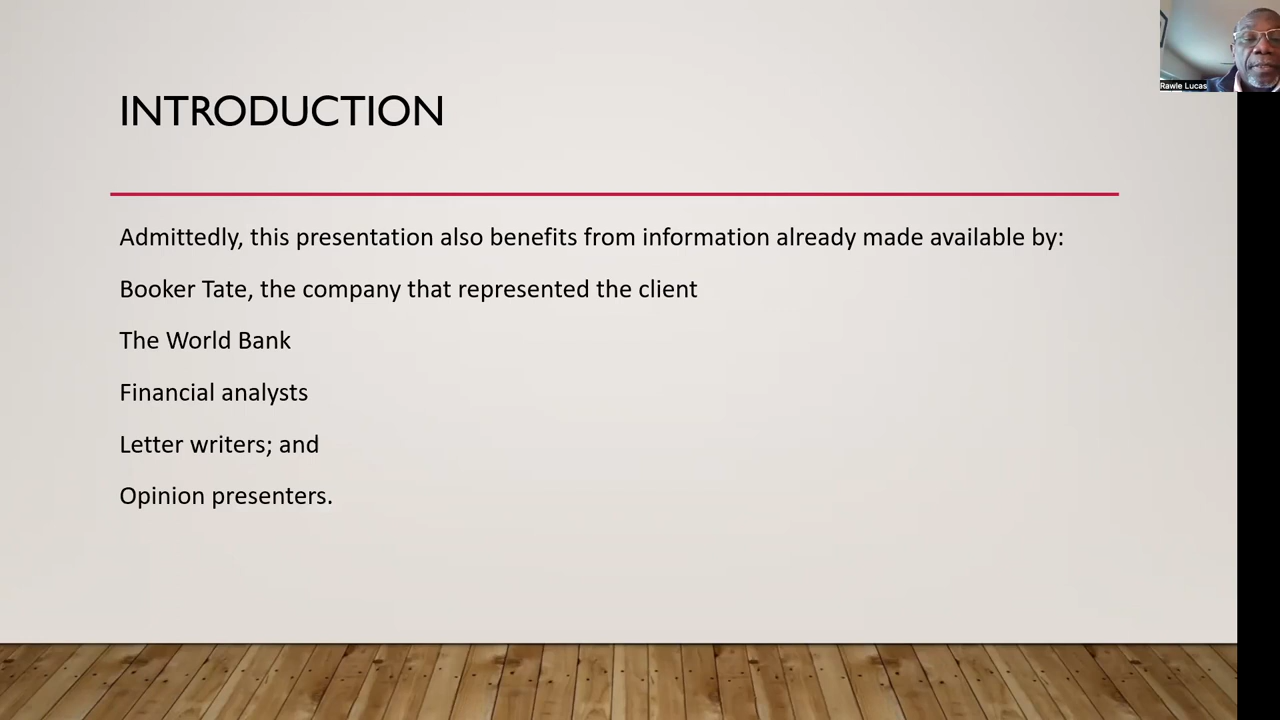 Rawle Lucas
INTRODUCTION
Admittedly, this presentation also benefits from information already made available by:
Booker Tate, the company that represented the client
The World Bank
Financial analysts
Letter writers; and
Opinion presenters.